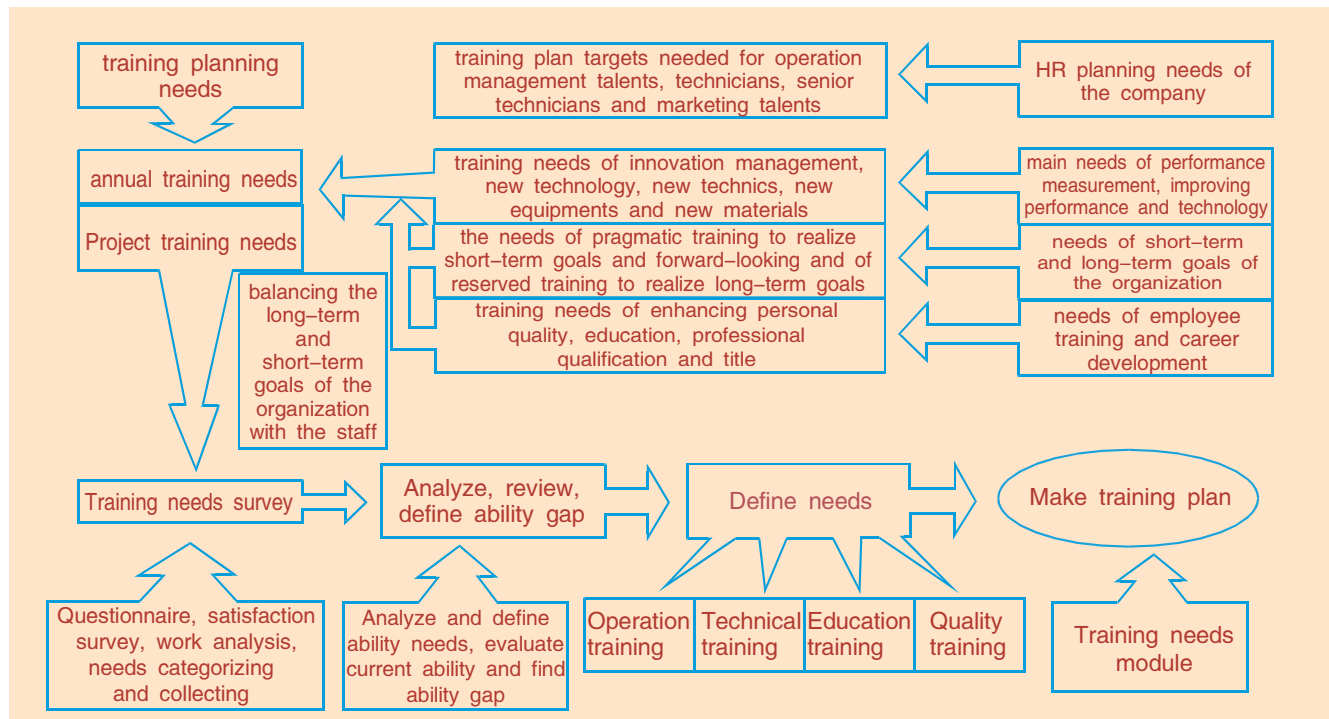 training planning
needs
training plan targets needed for operation
management talents, technicians, senior
technicians and marketing talents
HR planning needs of
the company
annual training needs
training needs of innovation management,
new technology, new technics, new
equipments and new materials
main needs of performance
measurement, improving
performance and technology
Project training needs
the needs of pragmatic training to realize
short-term goals and forward-looking and of
reserved training to realize long-term goals
needs of short-term
and long-term goals of
the organization
balancing the
long-term
and
short-term
goals of the
organization
with the staff
training needs of enhancing personal
quality, education, professional
qualification and title
needs of employee
training and career
development
Training needs survey
Analyze, review,
define ability gap
Define needs
Make training plan
Questionnaire, satisfaction
survey, work analysis,
needs categorizing
and collecting
Analyze and define
ability needs, evaluate
current ability and find
ability gap
Operation
training
Technical
training
Education
training
Quality
training
Training needs
module